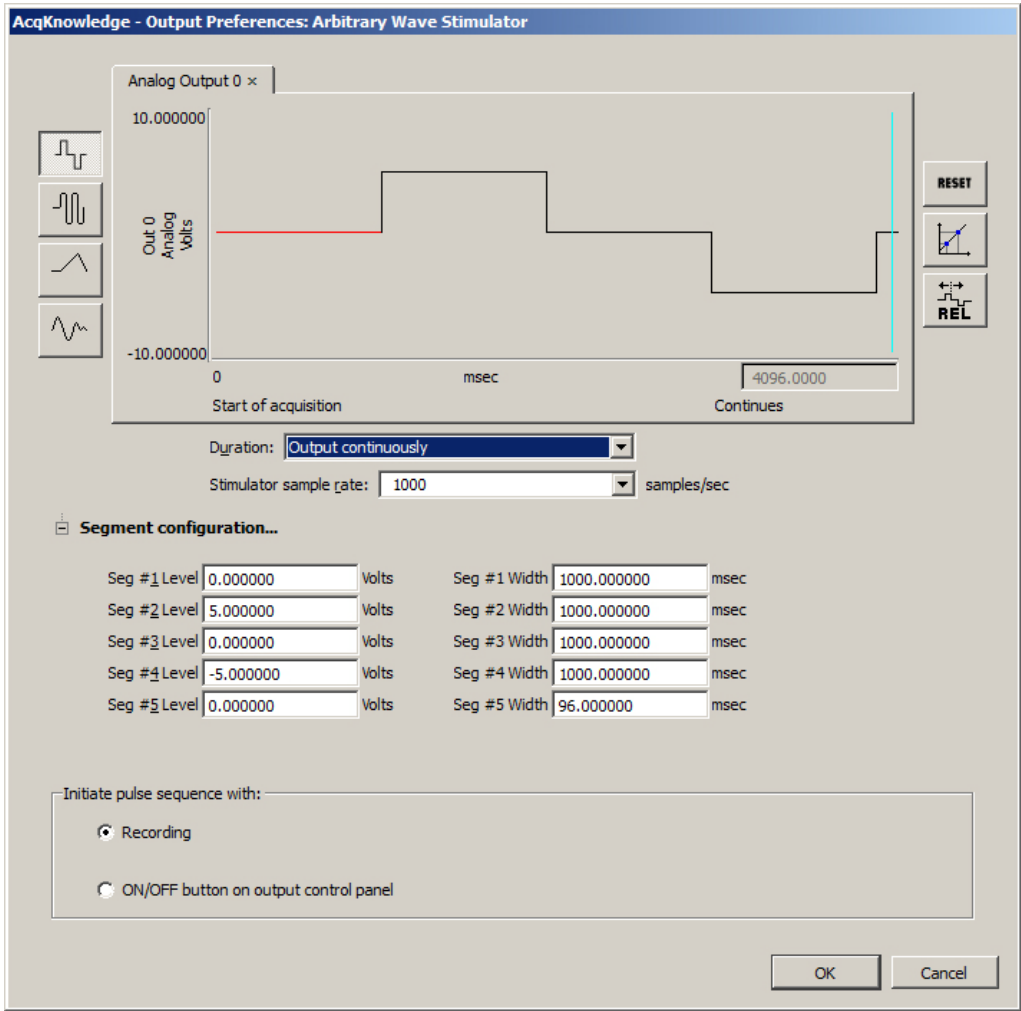 AcqKnowledge - Output Preferences: Arbitrary Wave Stimulator
Analog Output 0 ×
10.000000
Out 0
Analog
Volts
-10.000000
RESET
REL
0 msec 4096.0000
Start of acquisition Continues
Duration: Output continuously
Stimulator sample rate: 1000 samples/sec
Segment configuration...
Seg #1 Level 0.000000 Volts Seg #1 Width 1000.000000 msec
Seg #2 Level 5.000000 Volts Seg #2 Width 1000.000000 msec
Seg #3 Level 0.000000 Volts Seg #3 Width 1000.000000 msec
Seg #4 Level -5.000000 Volts Seg #4 Width 1000.000000 msec
Seg #5 Level 0.000000 Volts Seg #5 Width 96.000000 msec
Initiate pulse sequence with:
Recording
ON/OFF button on output control panel
OK Cancel